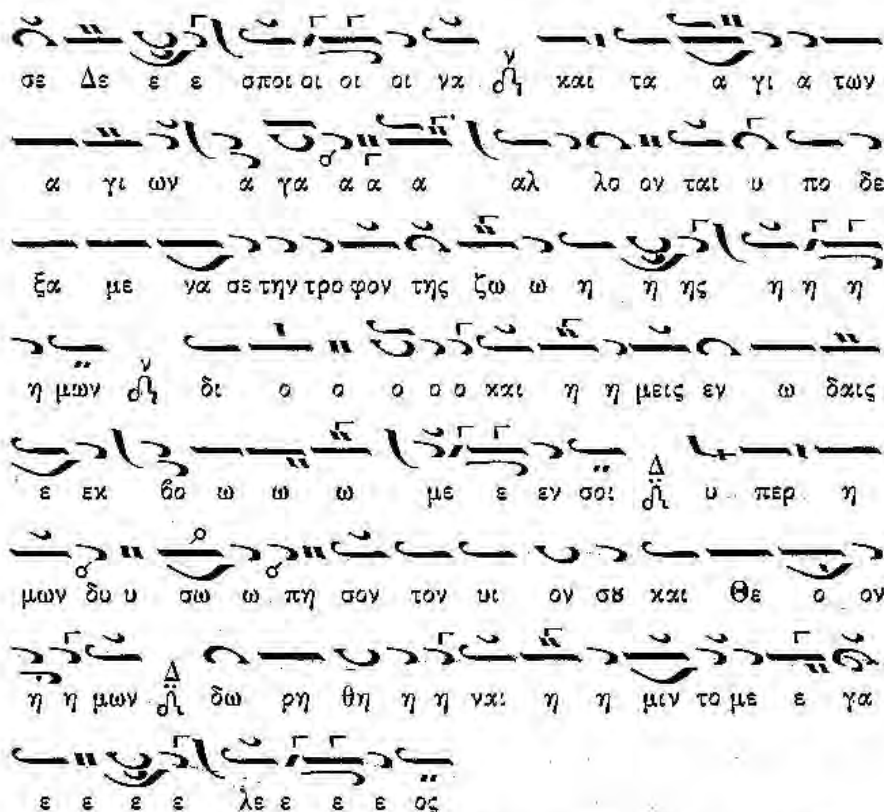 σε Δε ε ε σποι οι οι οι να και τα α γι α των
α γι ων α γα α α α αλ λο ον ται υ πο δε
ξα με να σε την τρο φον της ζω ω η η ης η η η
η μων δι ο ο ο ο ο και η η μεις εν ω δαις
ε εκ βο ω ω ω με ε εν σοι Δ υ περ η
μων δυ υ σω ω πη σον τον υι ον σȣ και Θε ο ον
η η μων Δ δω ρη θη η η ναι η η μιν το με ε γα
ε ε ε ε λε ε ε ε ος